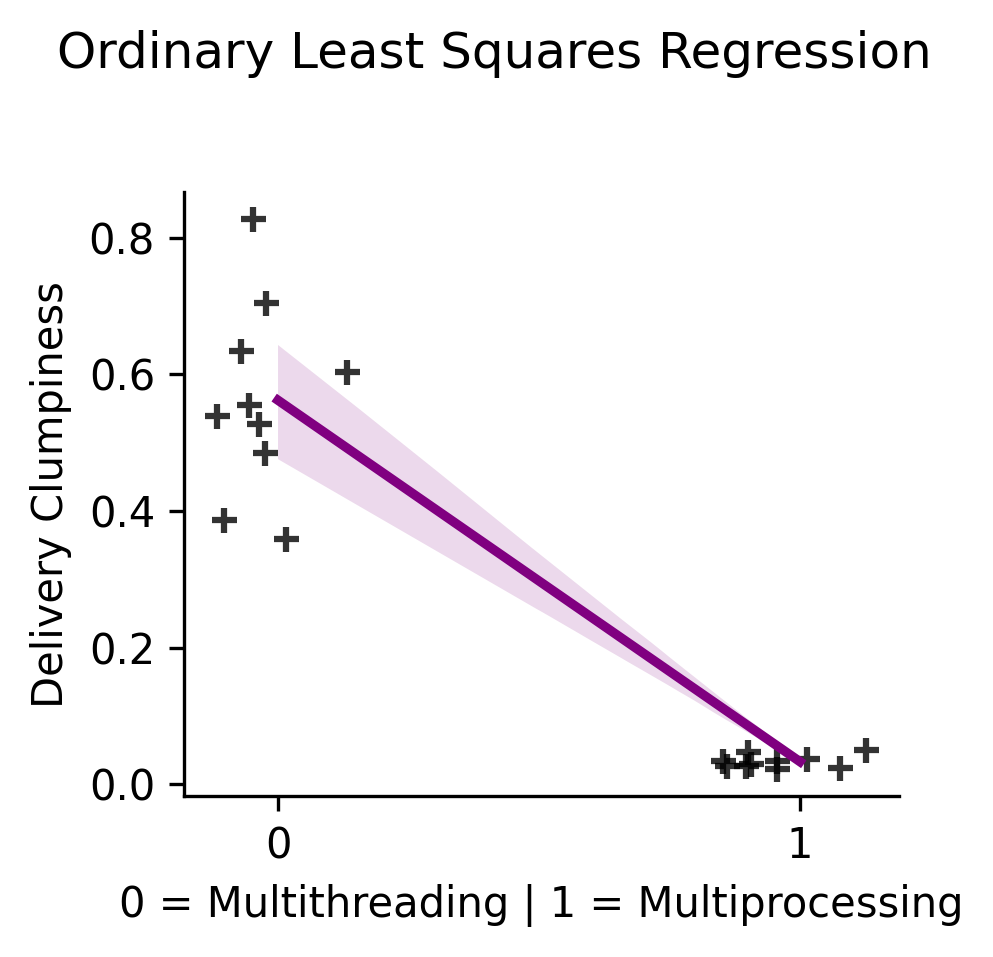 Ordinary Least Squares Regression
Delivery Clumpiness
0.8
0.6
0.4
0.2
0.0
0 1
0 = Multithreading | 1 = Multiprocessing